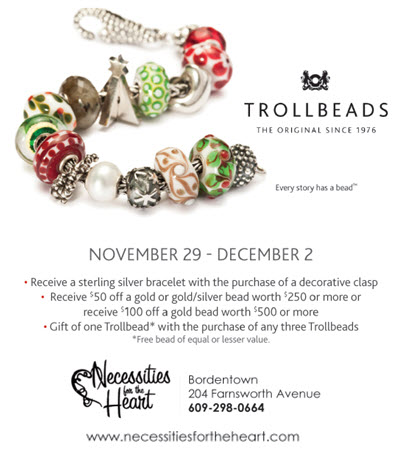 TROLLBEADS
THE ORIGINAL SINCE 1976
Every story has a bead™
NOVEMBER 29 - DECEMBER 2
• Receive a sterling silver bracelet with the purchase of a decorative clasp
• Receive $50 off a gold or gold/silver bead worth $250 or more or
receive $100 off a gold bead worth $500 or more
• Gift of one Trollbead* with the purchase of any three Trollbeads
*Free bead of equal or lesser value.
Necessities
for the
Heart
Bordentown
204 Farnsworth Avenue
609-298-0664
www.necessitiesfortheheart.com